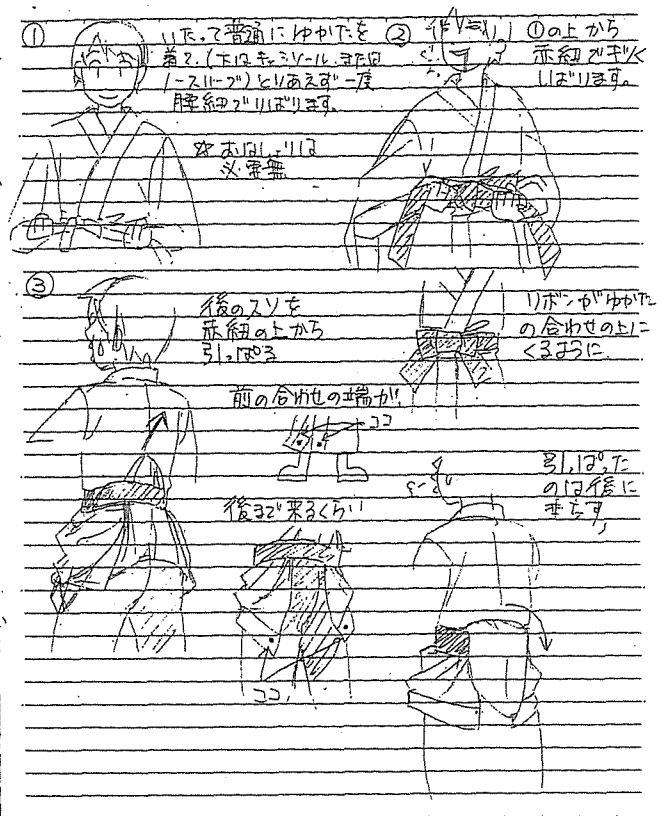 ①
いたって普通にゆかたを
着て、(下はキャミソール または
ノースリーブ)とりあえず一度
腰紐でしばります。
☆おはしょりは
必要無
②
①の上から
赤紐でギュく
しばります。
③
後のスソを
赤紐の上から
引っぱる
リボンがゆかた
の合わせの上に
くるように
前の合わせの端が、
ココ
後まで来るくらい
ココ
引っぱった
のは後に
垂らす、